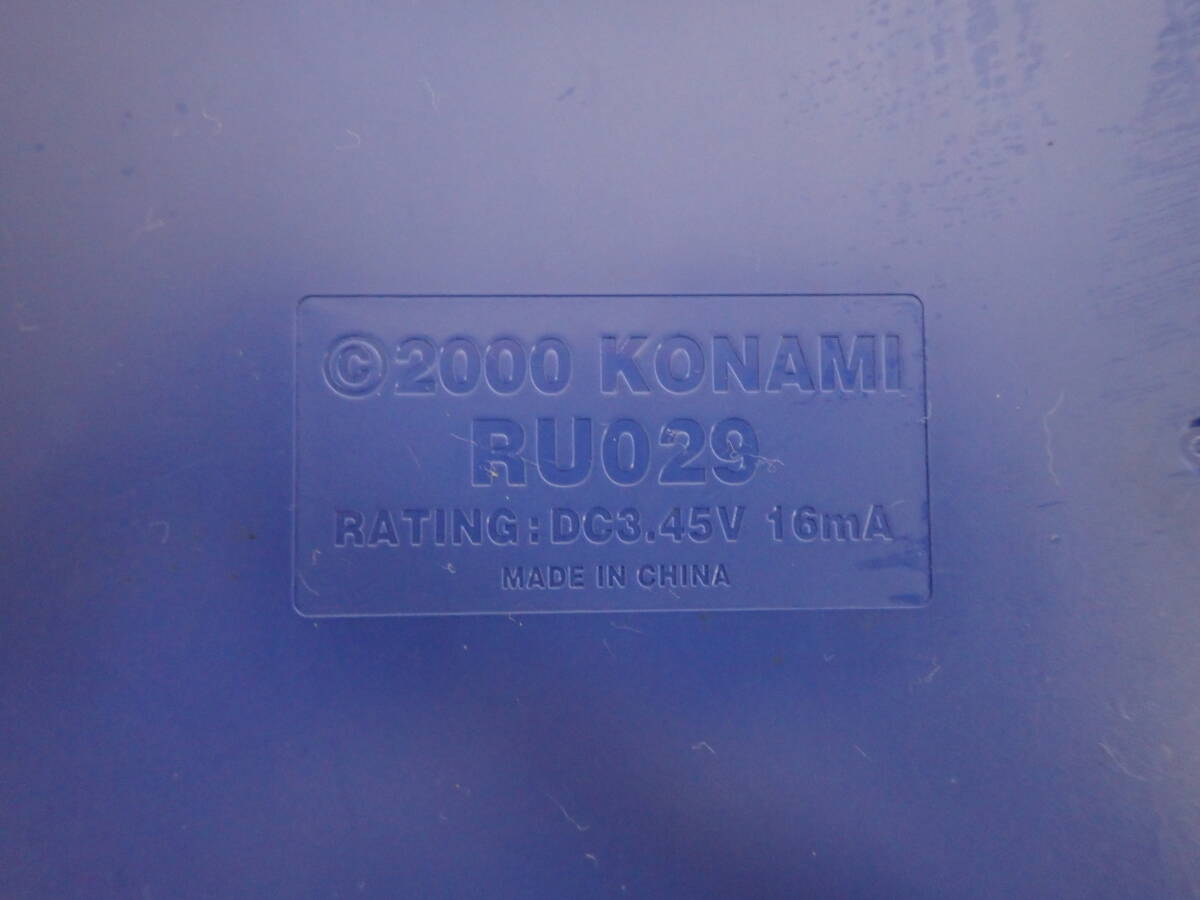 ©2000 KONAMI
RU029
RATING:DC3.45V 16mA
MADE IN CHINA